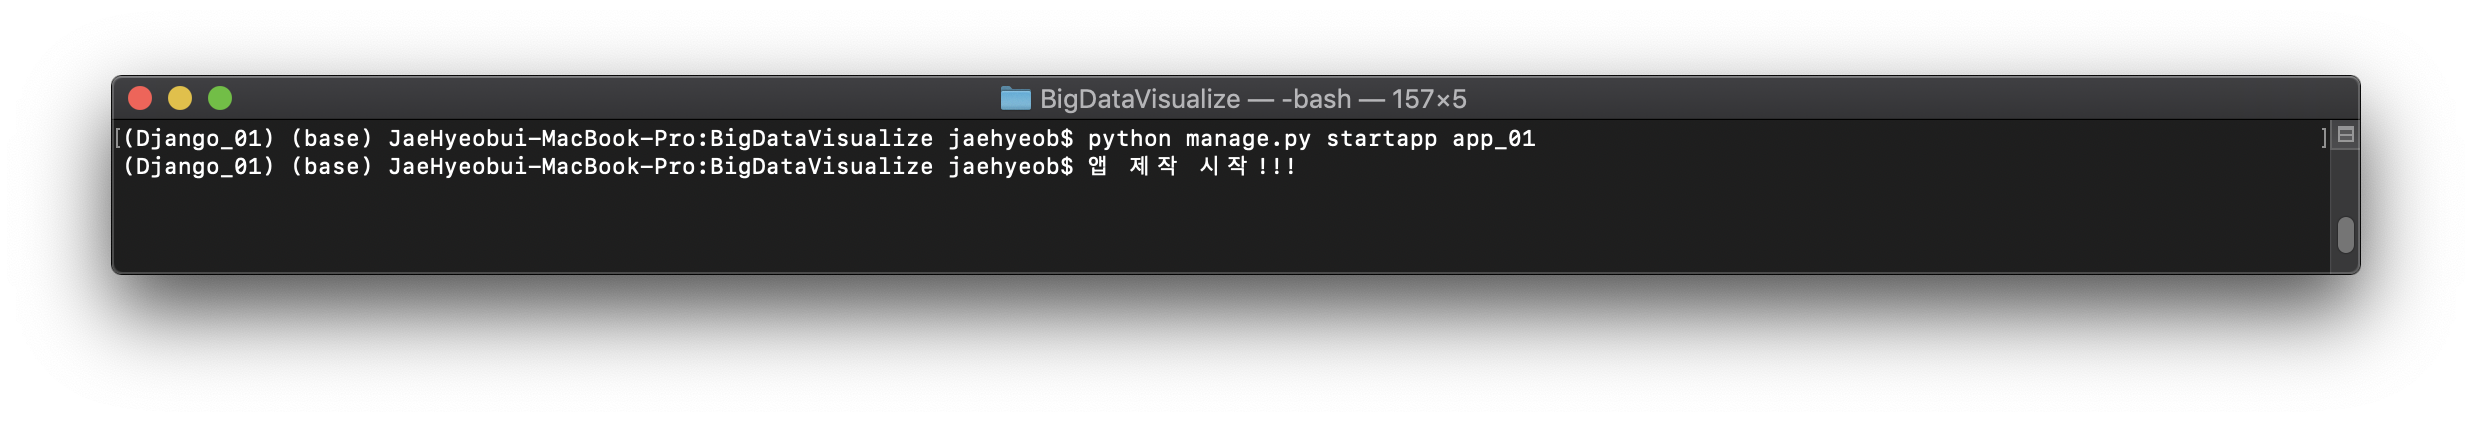 BigDataVisualize — -bash — 157×5
[(Django_01) (base) JaeHyeobui-MacBook-Pro:BigDataVisualize jaehyeob$ python manage.py startapp app_01 ]
(Django_01) (base) JaeHyeobui-MacBook-Pro:BigDataVisualize jaehyeob$ 앱 제작 시작!!!